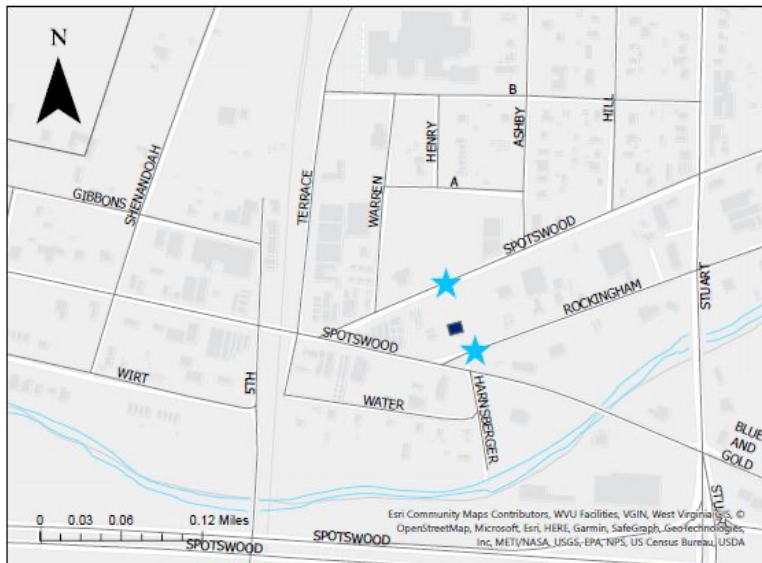 N
B
HENRY
ASHBY
HILL
A
SHENANDOAH
GIBBONS
TERRACE
WARREN
SPOTSWOOD
ROCKINGHAM
STUART
SPOTSWOOD
WIRT
5TH
WATER
HARNSBERGER
BLUE
AND
GOLD
0 0.03 0.06 0.12 Miles
Esri Community Maps Contributors, WVU Facilities, VGIN, West Virginia GIS, ©
OpenStreetMap, Microsoft, Esri, HERE, Garmin, SafeGraph, GeoTechnologies,
Inc, METI/NASA, USGS, EPA, NPS, US Census Bureau, USDA
SPOTSWOOD
SPOTSWOOD